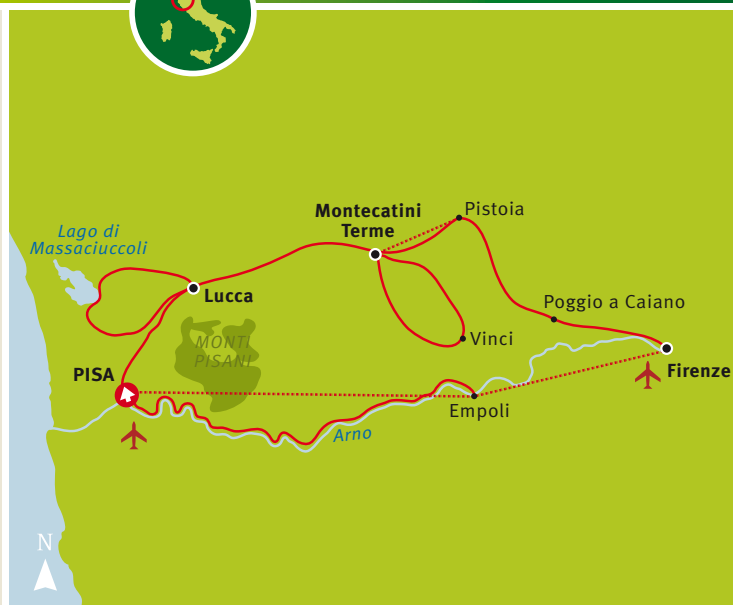 Lago di
Massaciuccoli
Montecatini
Terme
Pistoia
Lucca
Poggio a Caiano
MONTI
PISANI
Vinci
PISA
Firenze
Empoli
Arno
N